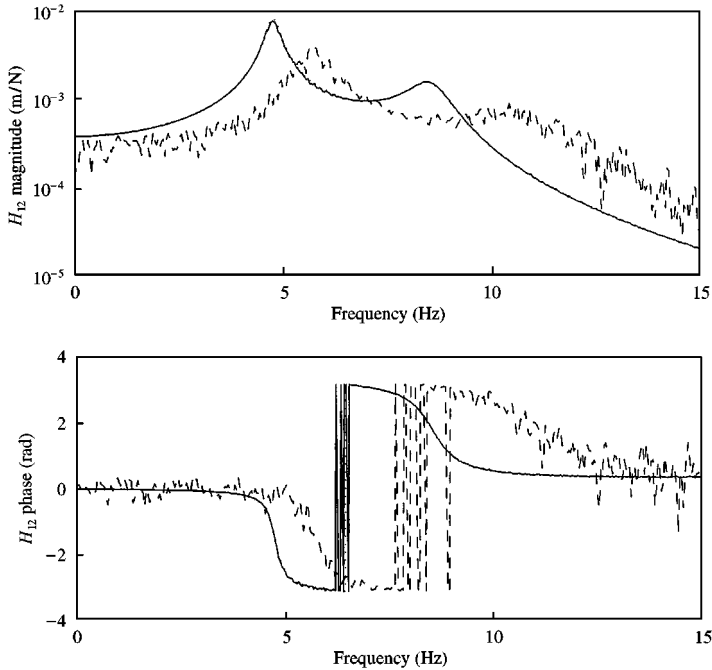 10⁻²
10⁻³
10⁻⁴
10⁻⁵
H₁₂ magnitude (m/N)
0 5 10 15
Frequency (Hz)
4
2
0
−2
−4
H₁₂ phase (rad)
0 5 10 15
Frequency (Hz)